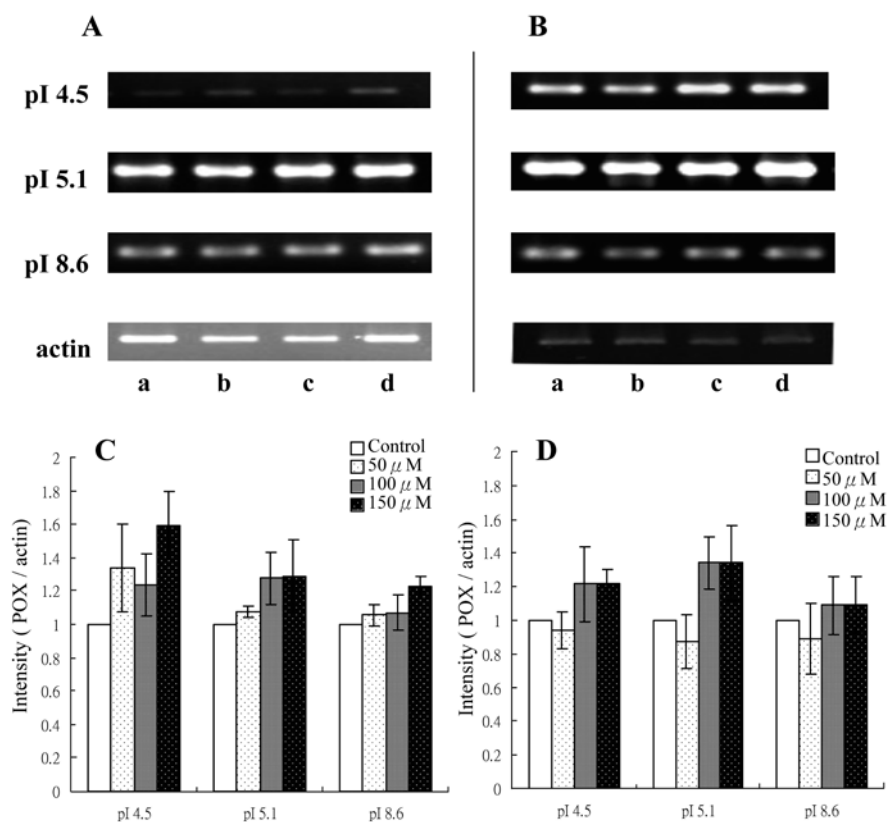 A
B
pI 4.5
pI 5.1
pI 8.6
actin
a b c d
a b c d
C
Control
50 μ M
100 μ M
150 μ M
2
1.8
1.6
1.4
1.2
1
0.8
0.6
0.4
0.2
0
Intensity ( POX / actin)
pI 4.5 pI 5.1 pI 8.6
D
Control
50 μ M
100 μ M
150 μ M
2
1.8
1.6
1.4
1.2
1
0.8
0.6
0.4
0.2
0
Intensity ( POX / actin)
pI 4.5 pI 5.1 pI 8.6